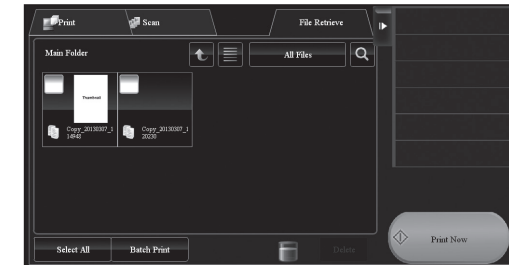 Print
Scan
File Retrieve
Main Folder
All Files
Thumbnail
Copy_20130307_1
14948
Copy_20130307_1
20230
Select All
Batch Print
Delete
Print Now